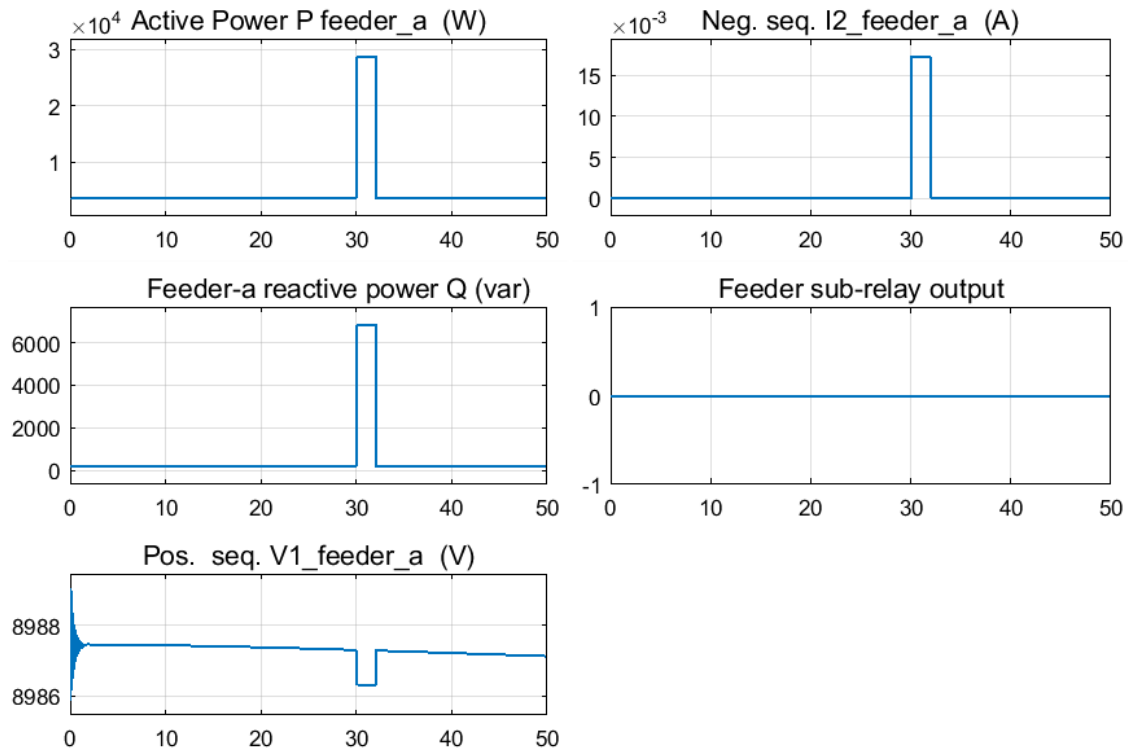 ×10⁴ Active Power P feeder_a (W)
3
2
1
0 10 20 30 40 50
×10⁻³ Neg. seq. I2_feeder_a (A)
15
10
5
0
0 10 20 30 40 50
Feeder-a reactive power Q (var)
6000
4000
2000
0
0 10 20 30 40 50
Feeder sub-relay output
1
0
-1
0 10 20 30 40 50
Pos. seq. V1_feeder_a (V)
8988
8986
0 10 20 30 40 50